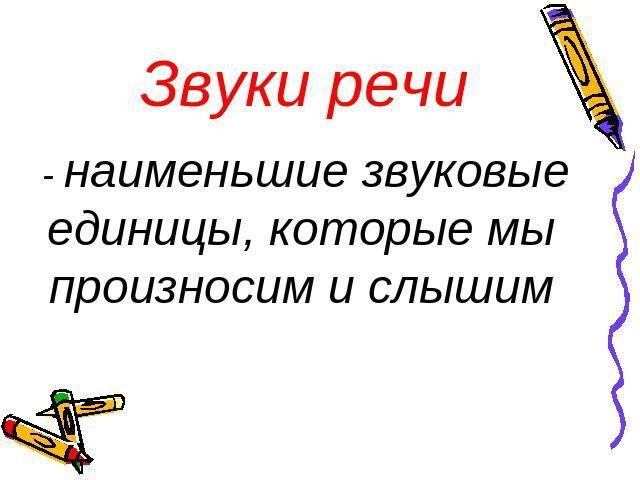 Звуки речи
- наименьшие звуковые
единицы, которые мы
произносим и слышим